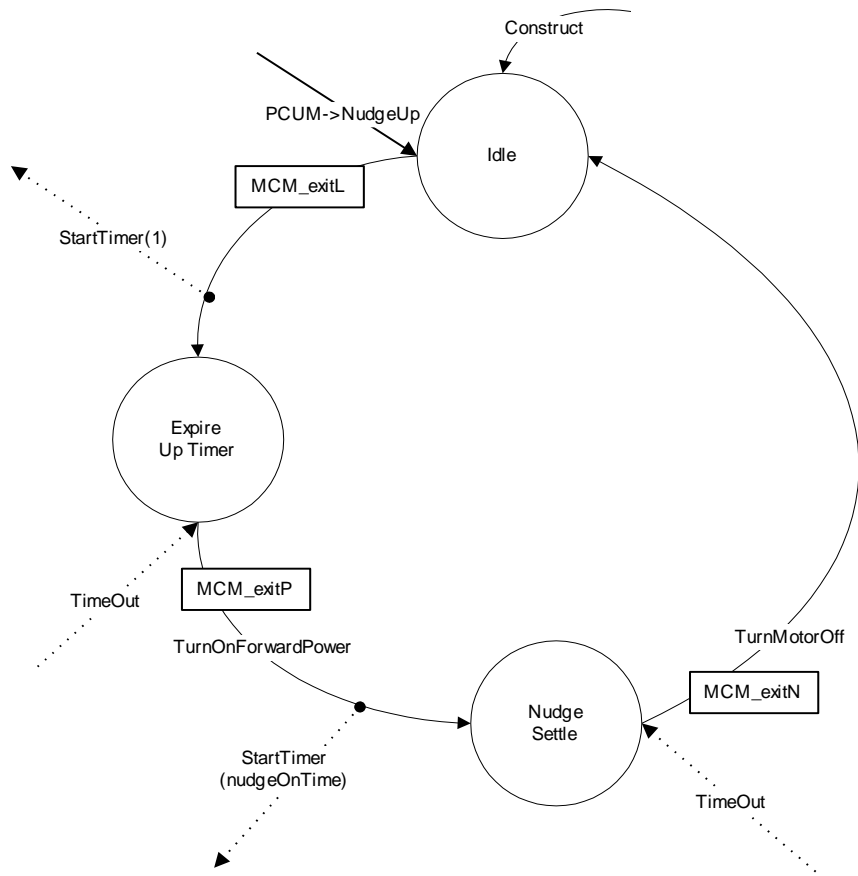 Construct
PCUM->NudgeUp
Idle
MCM_exitL
StartTimer(1)
Expire
Up Timer
MCM_exitP
TimeOut
TurnOnForwardPower
TurnMotorOff
MCM_exitN
Nudge
Settle
StartTimer
(nudgeOnTime)
TimeOut